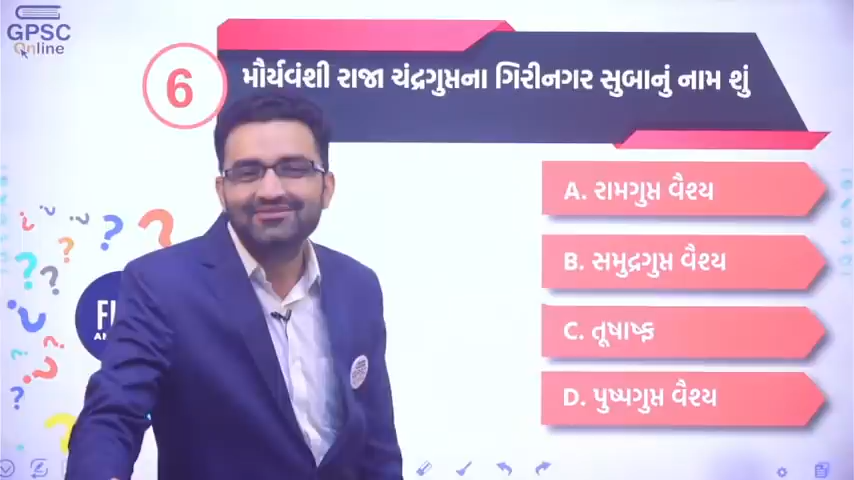 GPSC
Online
6
મૌર્યવંશી રાજા ચંદ્રગુપ્તના ગિરીનગર સુબાનું નામ શું
A. રામગુપ્ત વૈશ્ય
B. સમુદ્રગુપ્ત વૈશ્ય
C. તૂષાષ્ફ
D. પુષ્પગુપ્ત વૈશ્ય